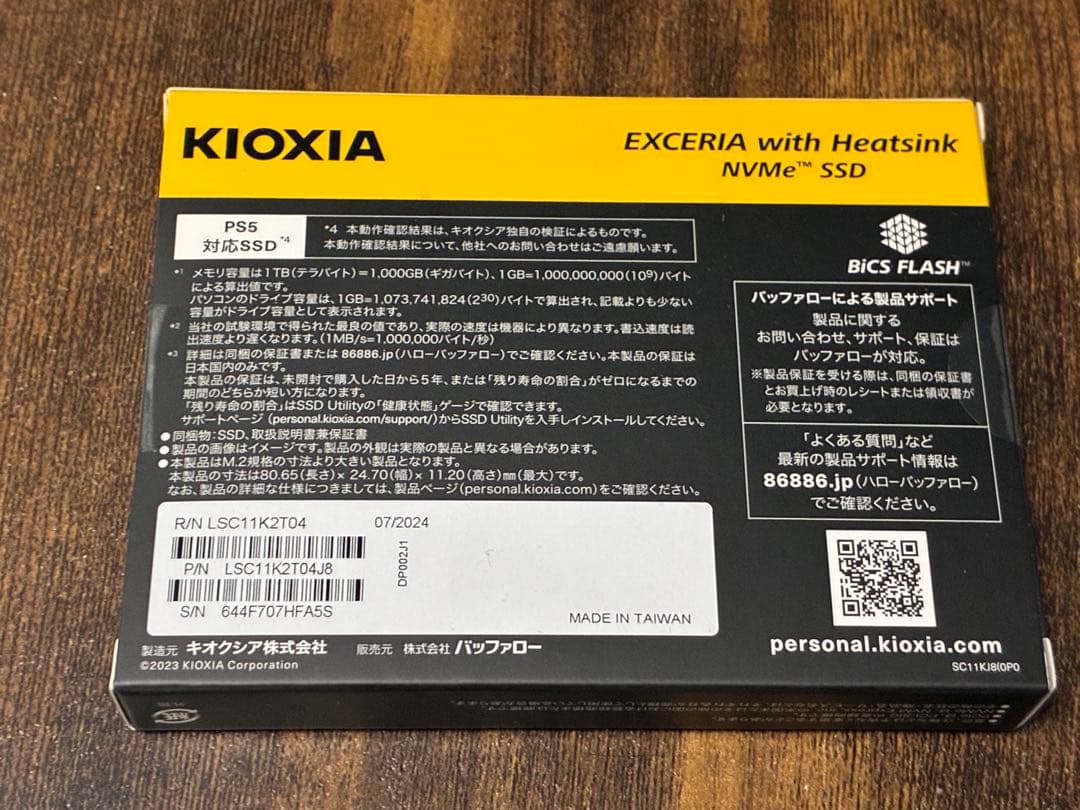 KIOXIA
EXCERIA with Heatsink
NVMe™ SSD
PS5
対応SSD*4
*4 本動作確認結果は、キオクシア独自の検証によるものです。
本動作確認結果について、他社へのお問い合わせはご遠慮願います。
BiCS FLASH™
*1 メモリ容量は1TB(テラバイト)=1,000GB(ギガバイト)、1GB=1,000,000,000(10⁹)バイト
による算出値です。
パソコンのドライブ容量は、1GB=1,073,741,824(2³⁰)バイトで算出され、記載よりも少ない
容量がドライブ容量として表示されます。
*2 当社の試験環境で得られた最良の値であり、実際の速度は機器により異なります。書込速度は読
出速度より遅くなります。(1MB/s=1,000,000バイト/秒)
*3 詳細は同梱の保証書または86886.jp(ハローバッファロー)でご確認ください。本製品の保証は
日本国内のみです。
本製品の保証は、未開封で購入した日から5年、または「残り寿命の割合」がゼロになるまでの
期間のどちらか短い方になります。
「残り寿命の割合」はSSD Utilityの「健康状態」ゲージで確認できます。
サポートページ(personal.kioxia.com/support/)からSSD Utilityを入手しインストールしてください。
●同梱物:SSD、取扱説明書兼保証書
●製品の画像はイメージです。製品の外観は実際の製品と異なる場合があります。
●本製品はM.2規格の寸法より大きい製品となります。
本製品の寸法は80.65(長さ)×24.70(幅)×11.20(高さ)mm(最大)です。
なお、製品の詳細な仕様につきましては、製品ページ(personal.kioxia.com)をご確認ください。
バッファローによる製品サポート
製品に関する
お問い合わせ、サポート、保証は
バッファローが対応。
※製品保証を受ける際は、同梱の保証書
とお買上げ時のレシートまたは領収書が
必要となります。
「よくある質問」など
最新の製品サポート情報は
86886.jp(ハローバッファロー)
でご確認ください。
R/N LSC11K2T04
07/2024
P/N LSC11K2T04J8
DP002J1
S/N 644F707HFA5S
MADE IN TAIWAN
製造元 キオクシア株式会社
販売元 株式会社バッファロー
©2023 KIOXIA Corporation
personal.kioxia.com
SC11KJ8(0P0